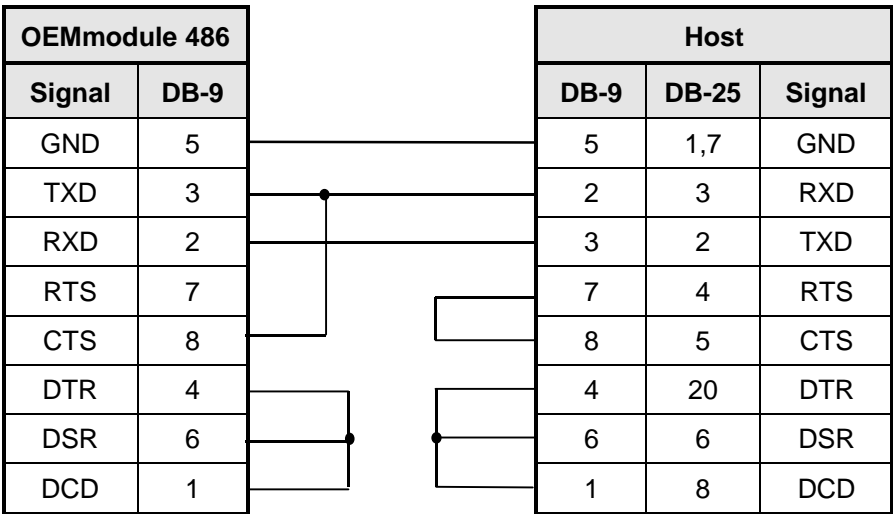 OEMmodule 486 Host
Signal DB-9 DB-9 DB-25 Signal
GND 5 5 1,7 GND
TXD 3 2 3 RXD
RXD 2 3 2 TXD
RTS 7 7 4 RTS
CTS 8 8 5 CTS
DTR 4 4 20 DTR
DSR 6 6 6 DSR
DCD 1 1 8 DCD